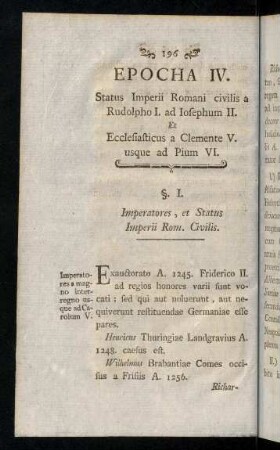 196
EPOCHA IV.
Status Imperii Romani civilis a
Rudolpho I. ad Iosephum II.
Et
Ecclesiasticus a Clemente V.
usque ad Pium VI.
§. I.
Imperatores, et Status
Imperii Rom. Civilis.
Imperato-
res a mag-
no inter-
regno us-
que ad Ca-
rolum V.
Exauctorato A. 1245. Friderico II.
ad regios honores varii sunt vo-
cati; sed qui aut noluerunt, aut ne-
quiverunt restituendae Germaniae esse
pares.
Henricus Thuringiae Landgravius A.
1248. caesus est.
Wilhelmus Brabantiae Comes occi-
sus a Frisiis A. 1256.
Richar-